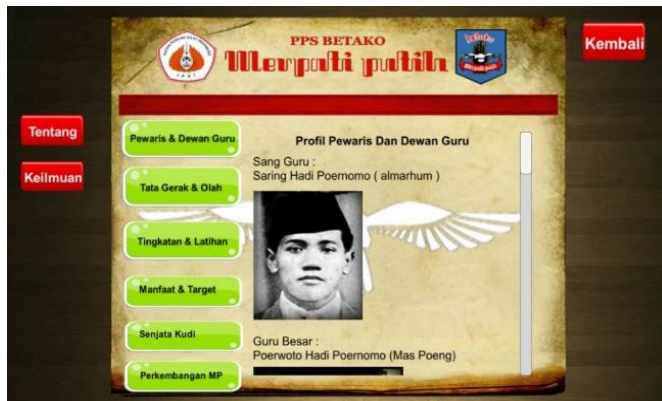 PPS BETAKO
Merpati putih
Kembali
Tentang
Keilmuan
Pewaris & Dewan Guru
Tata Gerak & Olah
Tingkatan & Latihan
Manfaat & Target
Senjata Kudi
Perkembangan MP
Profil Pewaris Dan Dewan Guru
Sang Guru :
Saring Hadi Poernomo ( almarhum )
Guru Besar :
Poerwoto Hadi Poernomo (Mas Poeng)